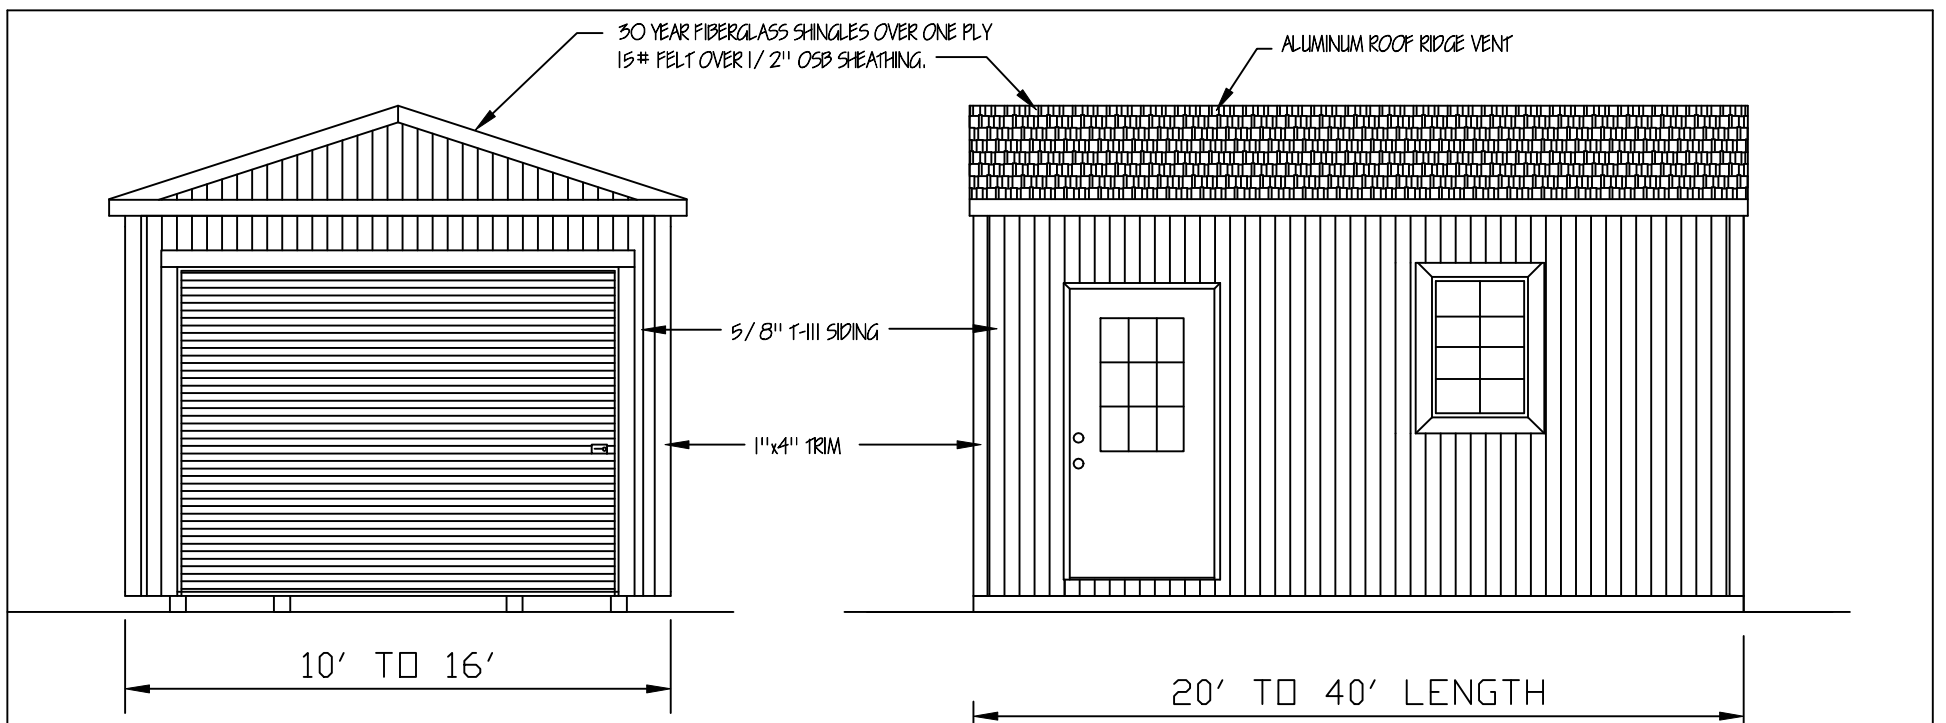 30 YEAR FIBERGLASS SHINGLES OVER ONE PLY
15# FELT OVER 1/2" OSB SHEATHING.
ALUMINUM ROOF RIDGE VENT
5/8" T-111 SIDING
1"x4" TRIM
10' TO 16'
20' TO 40' LENGTH